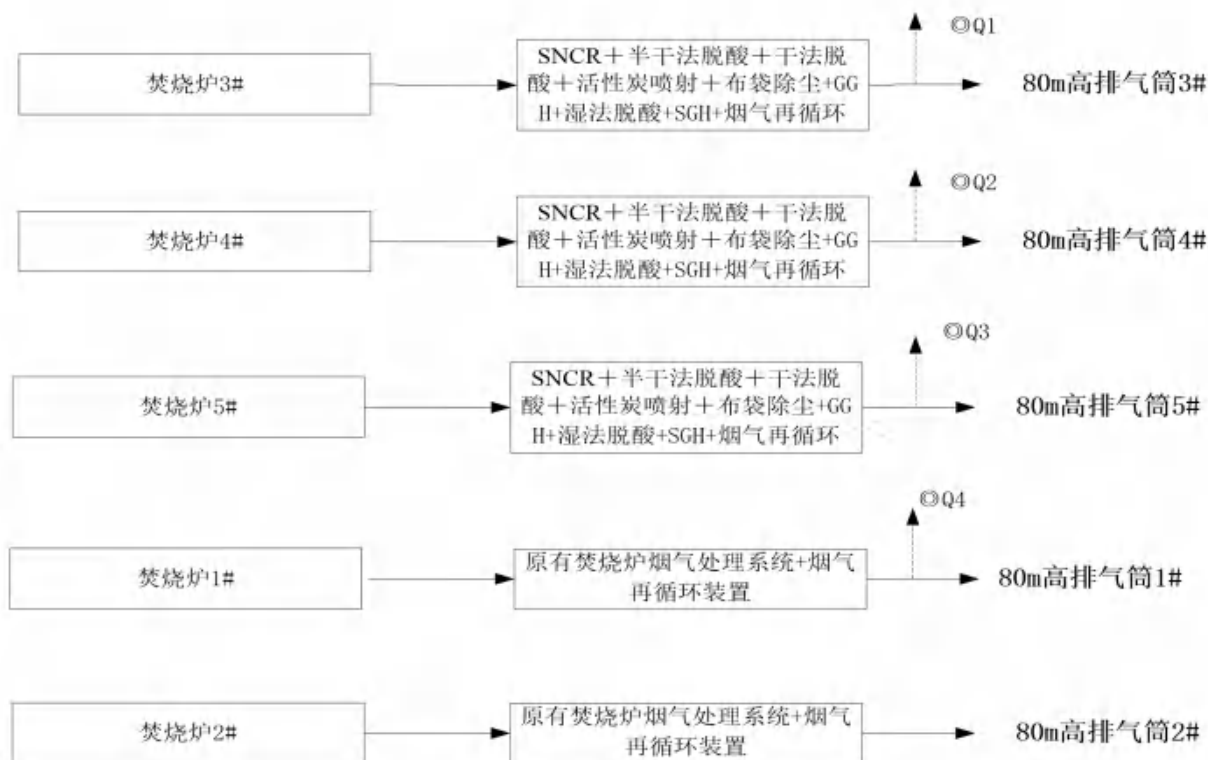 ◎Q1
焚烧炉3#
SNCR＋半干法脱酸＋干法脱
酸＋活性炭喷射＋布袋除尘+GG
H+湿法脱酸+SGH+烟气再循环
80m高排气筒3#
◎Q2
焚烧炉4#
SNCR＋半干法脱酸＋干法脱
酸＋活性炭喷射＋布袋除尘+GG
H+湿法脱酸+SGH+烟气再循环
80m高排气筒4#
◎Q3
焚烧炉5#
SNCR＋半干法脱酸＋干法脱
酸＋活性炭喷射＋布袋除尘+GG
H+湿法脱酸+SGH+烟气再循环
80m高排气筒5#
◎Q4
焚烧炉1#
原有焚烧炉烟气处理系统+烟气
再循环装置
80m高排气筒1#
焚烧炉2#
原有焚烧炉烟气处理系统+烟气
再循环装置
80m高排气筒2#